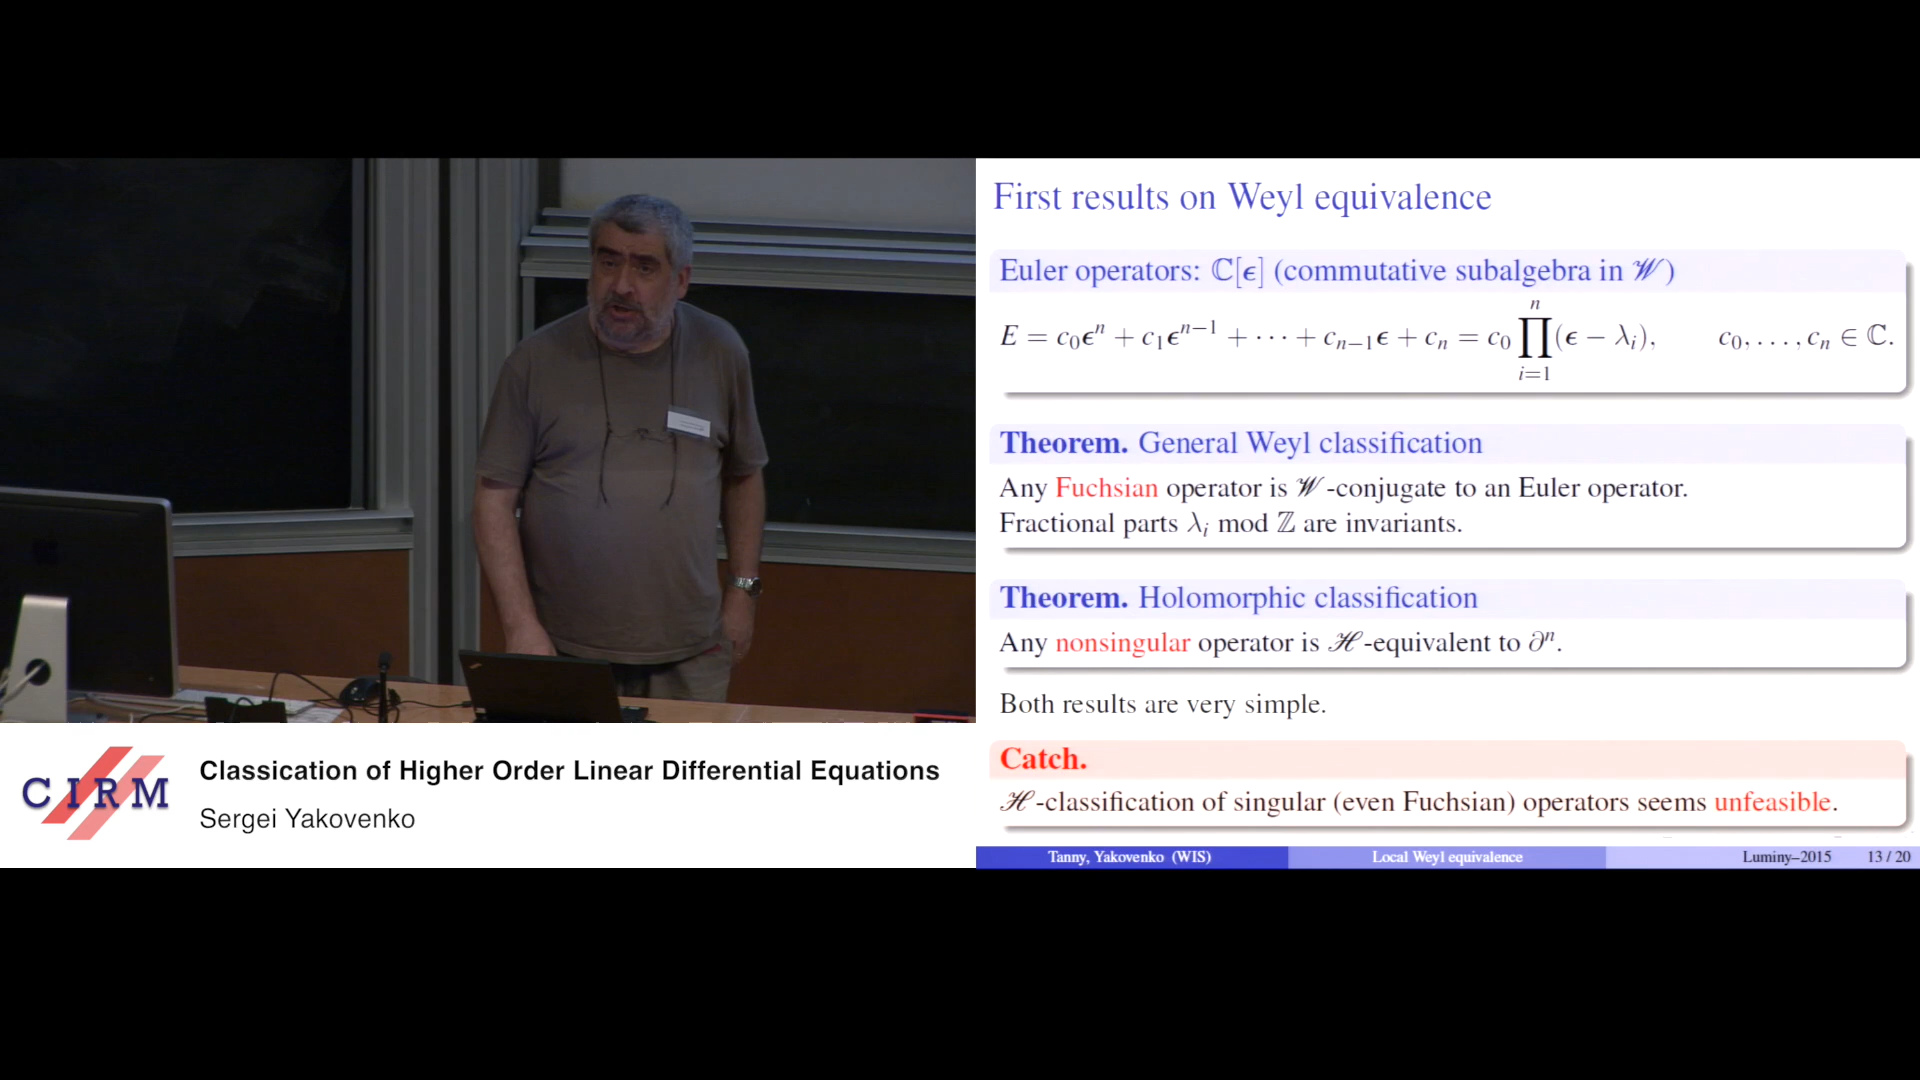 First results on Weyl equivalence
Euler operators: ℂ[ϵ] (commutative subalgebra in 𝒲)
E = c₀ϵⁿ + c₁ϵⁿ⁻¹ + ⋯ + cₙ₋₁ϵ + cₙ = c₀ ∏ⁿᵢ₌₁ (ϵ − λᵢ), c₀, . . . , cₙ ∈ ℂ.
Theorem. General Weyl classification
Any Fuchsian operator is 𝒲-conjugate to an Euler operator.
Fractional parts λᵢ mod ℤ are invariants.
Theorem. Holomorphic classification
Any nonsingular operator is ℋ-equivalent to ∂ⁿ.
Both results are very simple.
Catch.
ℋ-classification of singular (even Fuchsian) operators seems unfeasible.
Tanny, Yakovenko (WIS) Local Weyl equivalence Luminy–2015 13 / 20
CIRM
Classication of Higher Order Linear Differential Equations
Sergei Yakovenko